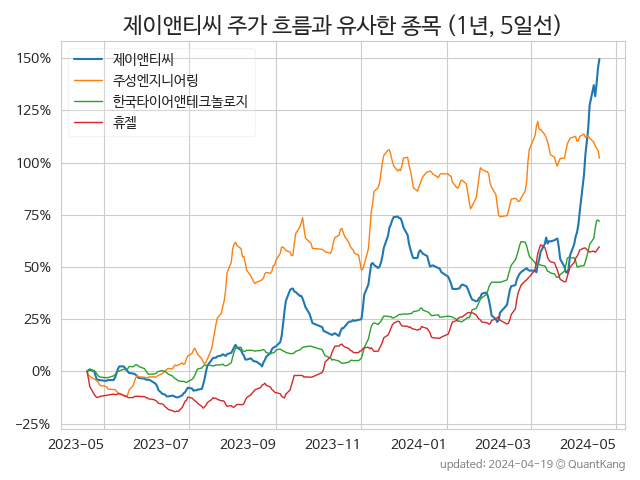 제이앤티씨 주가 흐름과 유사한 종목 (1년, 5일선)
제이앤티씨
주성엔지니어링
한국타이어앤테크놀로지
휴젤
150%
125%
100%
75%
50%
25%
0%
−25%
2023-05 2023-07 2023-09 2023-11 2024-01 2024-03 2024-05
updated: 2024-04-19 © QuantKang